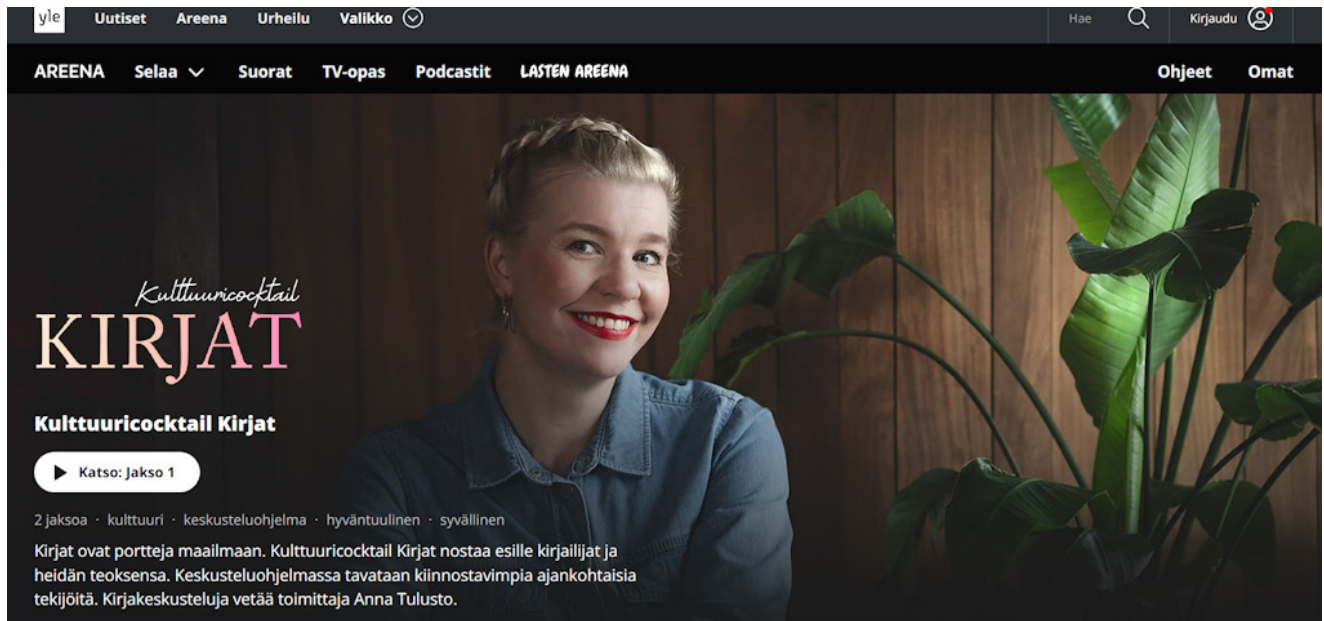 yle Uutiset Areena Urheilu Valikko Hae Kirjaudu
AREENA Selaa Suorat TV-opas Podcastit LASTEN AREENA Ohjeet Omat
Kulttuuricocktail
KIRJAT
Kulttuuricocktail Kirjat
Katso: Jakso 1
2 jaksoa · kulttuuri · keskusteluohjelma · hyväntuulinen · syvällinen
Kirjat ovat portteja maailmaan. Kulttuuricocktail Kirjat nostaa esille kirjailijat ja
heidän teoksensa. Keskusteluohjelmassa tavataan kiinnostavimpia ajankohtaisia
tekijöitä. Kirjakeskusteluja vetää toimittaja Anna Tulusto.